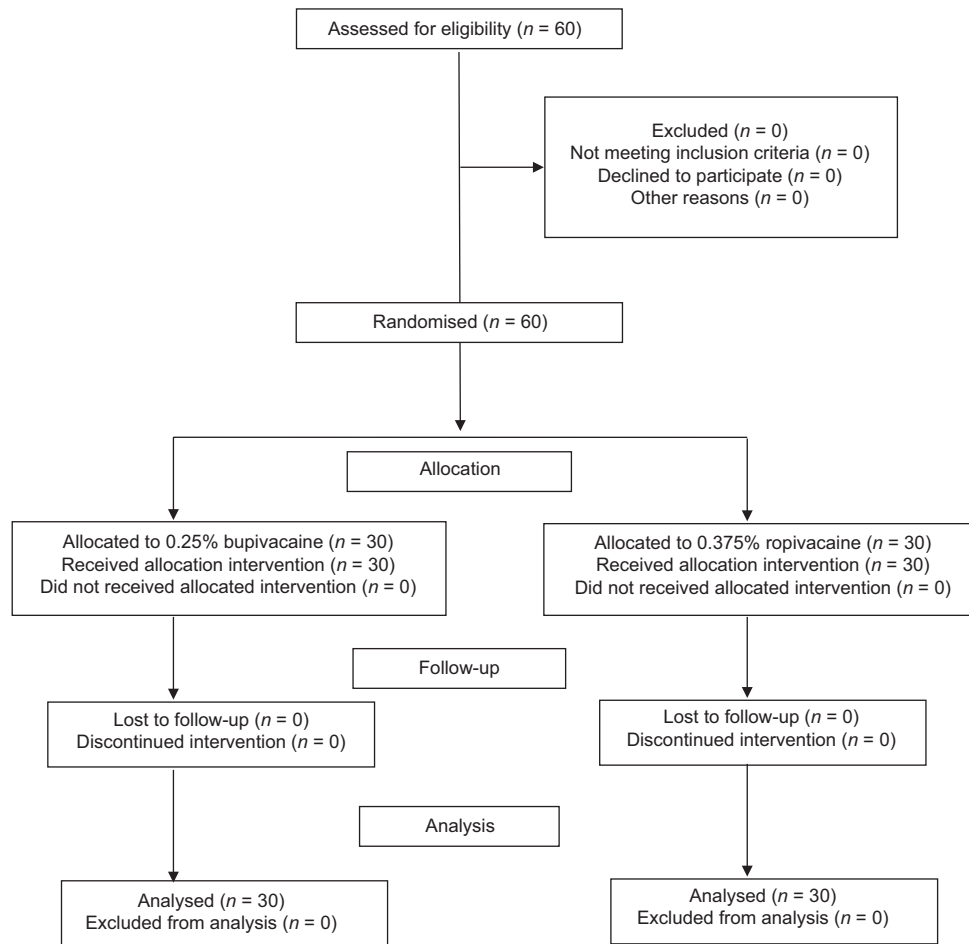 Assessed for eligibility (n = 60)
Excluded (n = 0)
Not meeting inclusion criteria (n = 0)
Declined to participate (n = 0)
Other reasons (n = 0)
Randomised (n = 60)
Allocation
Allocated to 0.25% bupivacaine (n = 30)
Received allocation intervention (n = 30)
Did not received allocated intervention (n = 0)
Allocated to 0.375% ropivacaine (n = 30)
Received allocation intervention (n = 30)
Did not received allocated intervention (n = 0)
Follow-up
Lost to follow-up (n = 0)
Discontinued intervention (n = 0)
Lost to follow-up (n = 0)
Discontinued intervention (n = 0)
Analysis
Analysed (n = 30)
Excluded from analysis (n = 0)
Analysed (n = 30)
Excluded from analysis (n = 0)